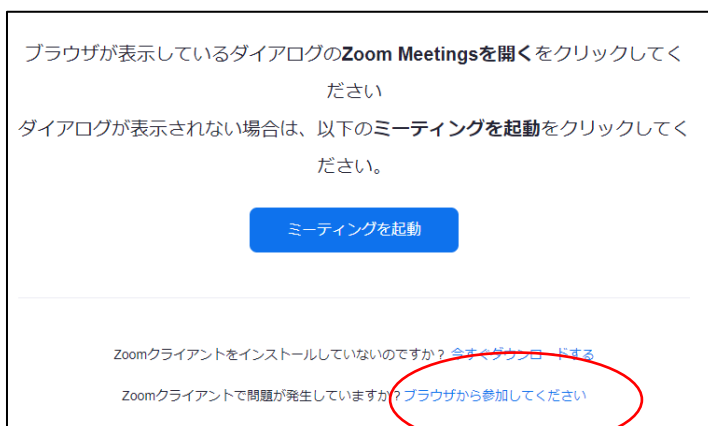 ブラウザが表示しているダイアログのZoom Meetingsを開くをクリックしてく
ださい
ダイアログが表示されない場合は、以下のミーティングを起動をクリックしてく
ださい。
ミーティングを起動
Zoomクライアントをインストールしていないのですか？ 今すぐダウンロードする
Zoomクライアントで問題が発生していますか？ブラウザから参加してください